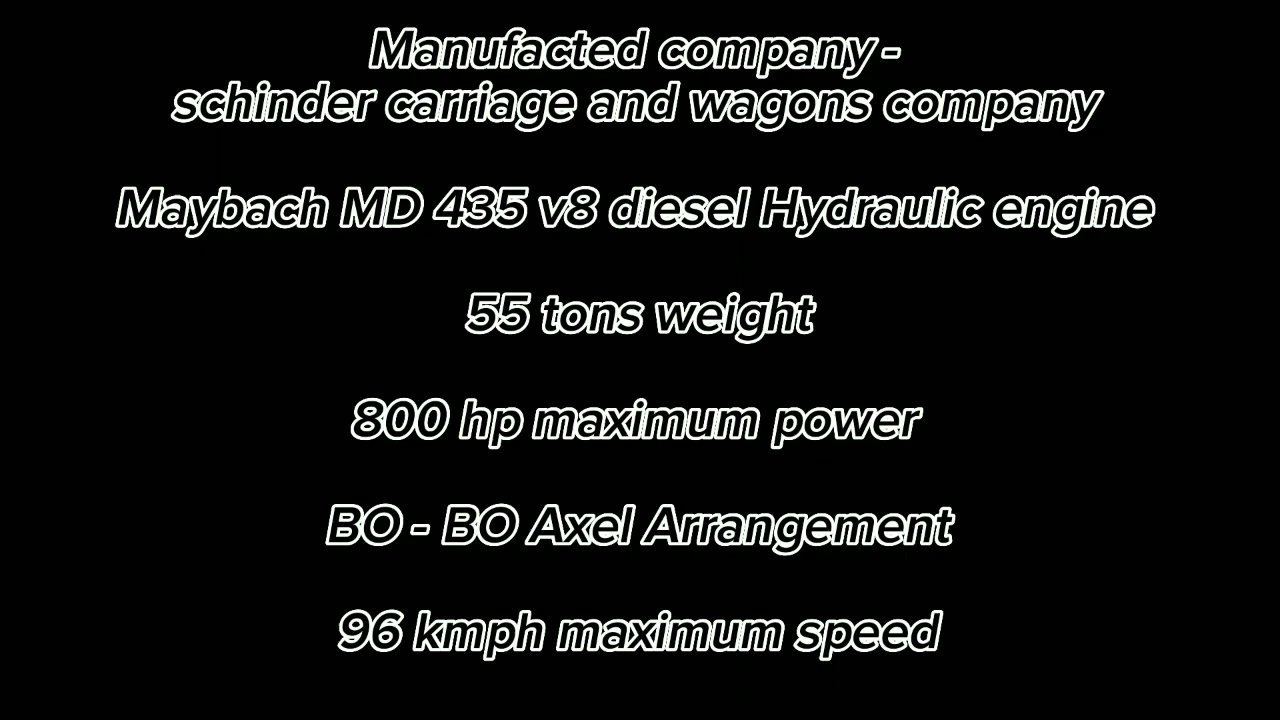 Manufacted company -
schinder carriage and wagons company
Maybach MD 435 v8 diesel Hydraulic engine
55 tons weight
800 hp maximum power
BO - BO Axel Arrangement
96 kmph maximum speed